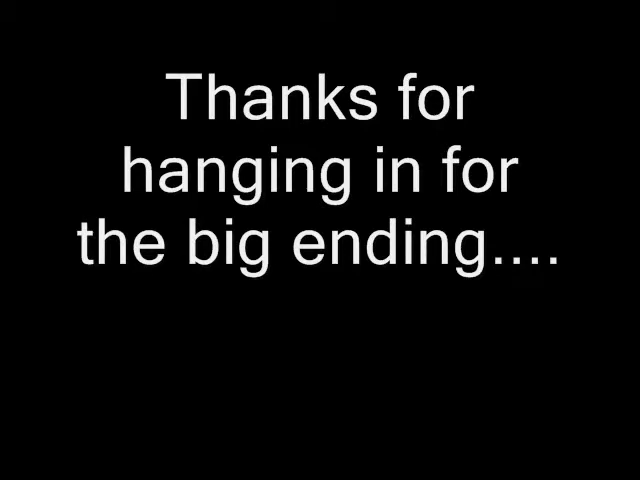 Thanks for
hanging in for
the big ending....